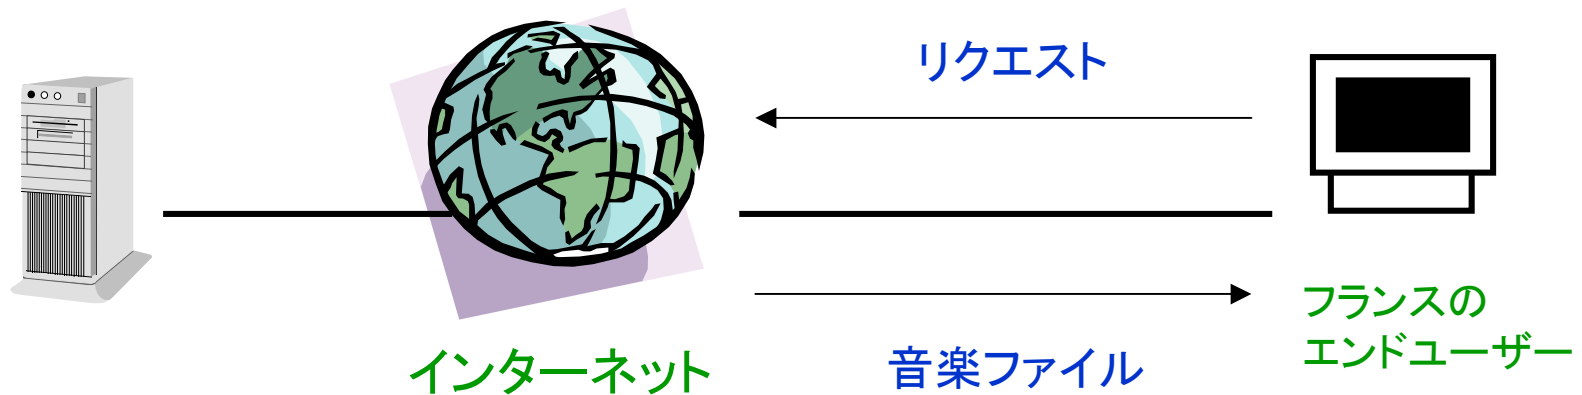 リクエスト
インターネット
音楽ファイル
フランスの
エンドユーザー